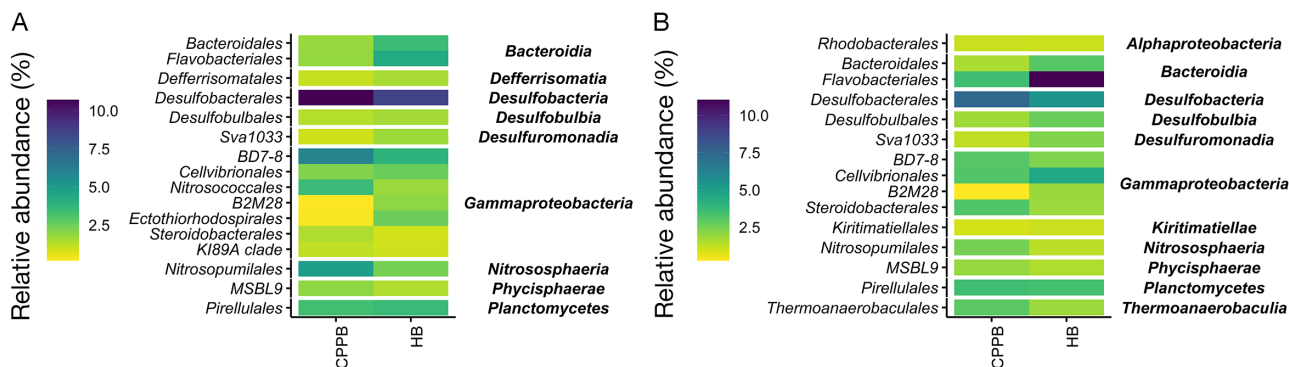 A
Relative abundance (%)
10.0
7.5
5.0
2.5
Bacteroidales
Flavobacteriales
Defferrisomatales
Desulfobacterales
Desulfobulbales
Sva1033
BD7-8
Cellvibrionales
Nitrosococcales
B2M28
Ectothiorhodospirales
Steroidobacterales
KI89A clade
Nitrosopumilales
MSBL9
Pirellulales
Bacteroidia
Defferrisomatia
Desulfobacteria
Desulfobulbia
Desulfuromonadia
Gammaproteobacteria
Nitrososphaeria
Phycisphaerae
Planctomycetes
CPPB
HB
B
Relative abundance (%)
10.0
7.5
5.0
2.5
Rhodobacterales
Bacteroidales
Flavobacteriales
Desulfobacterales
Desulfobulbales
Sva1033
BD7-8
Cellvibrionales
B2M28
Steroidobacterales
Kiritimatiellales
Nitrosopumilales
MSBL9
Pirellulales
Thermoanaerobaculales
Alphaproteobacteria
Bacteroidia
Desulfobacteria
Desulfobulbia
Desulfuromonadia
Gammaproteobacteria
Kiritimatiellae
Nitrososphaeria
Phycisphaerae
Planctomycetes
Thermoanaerobaculia
CPPB
HB